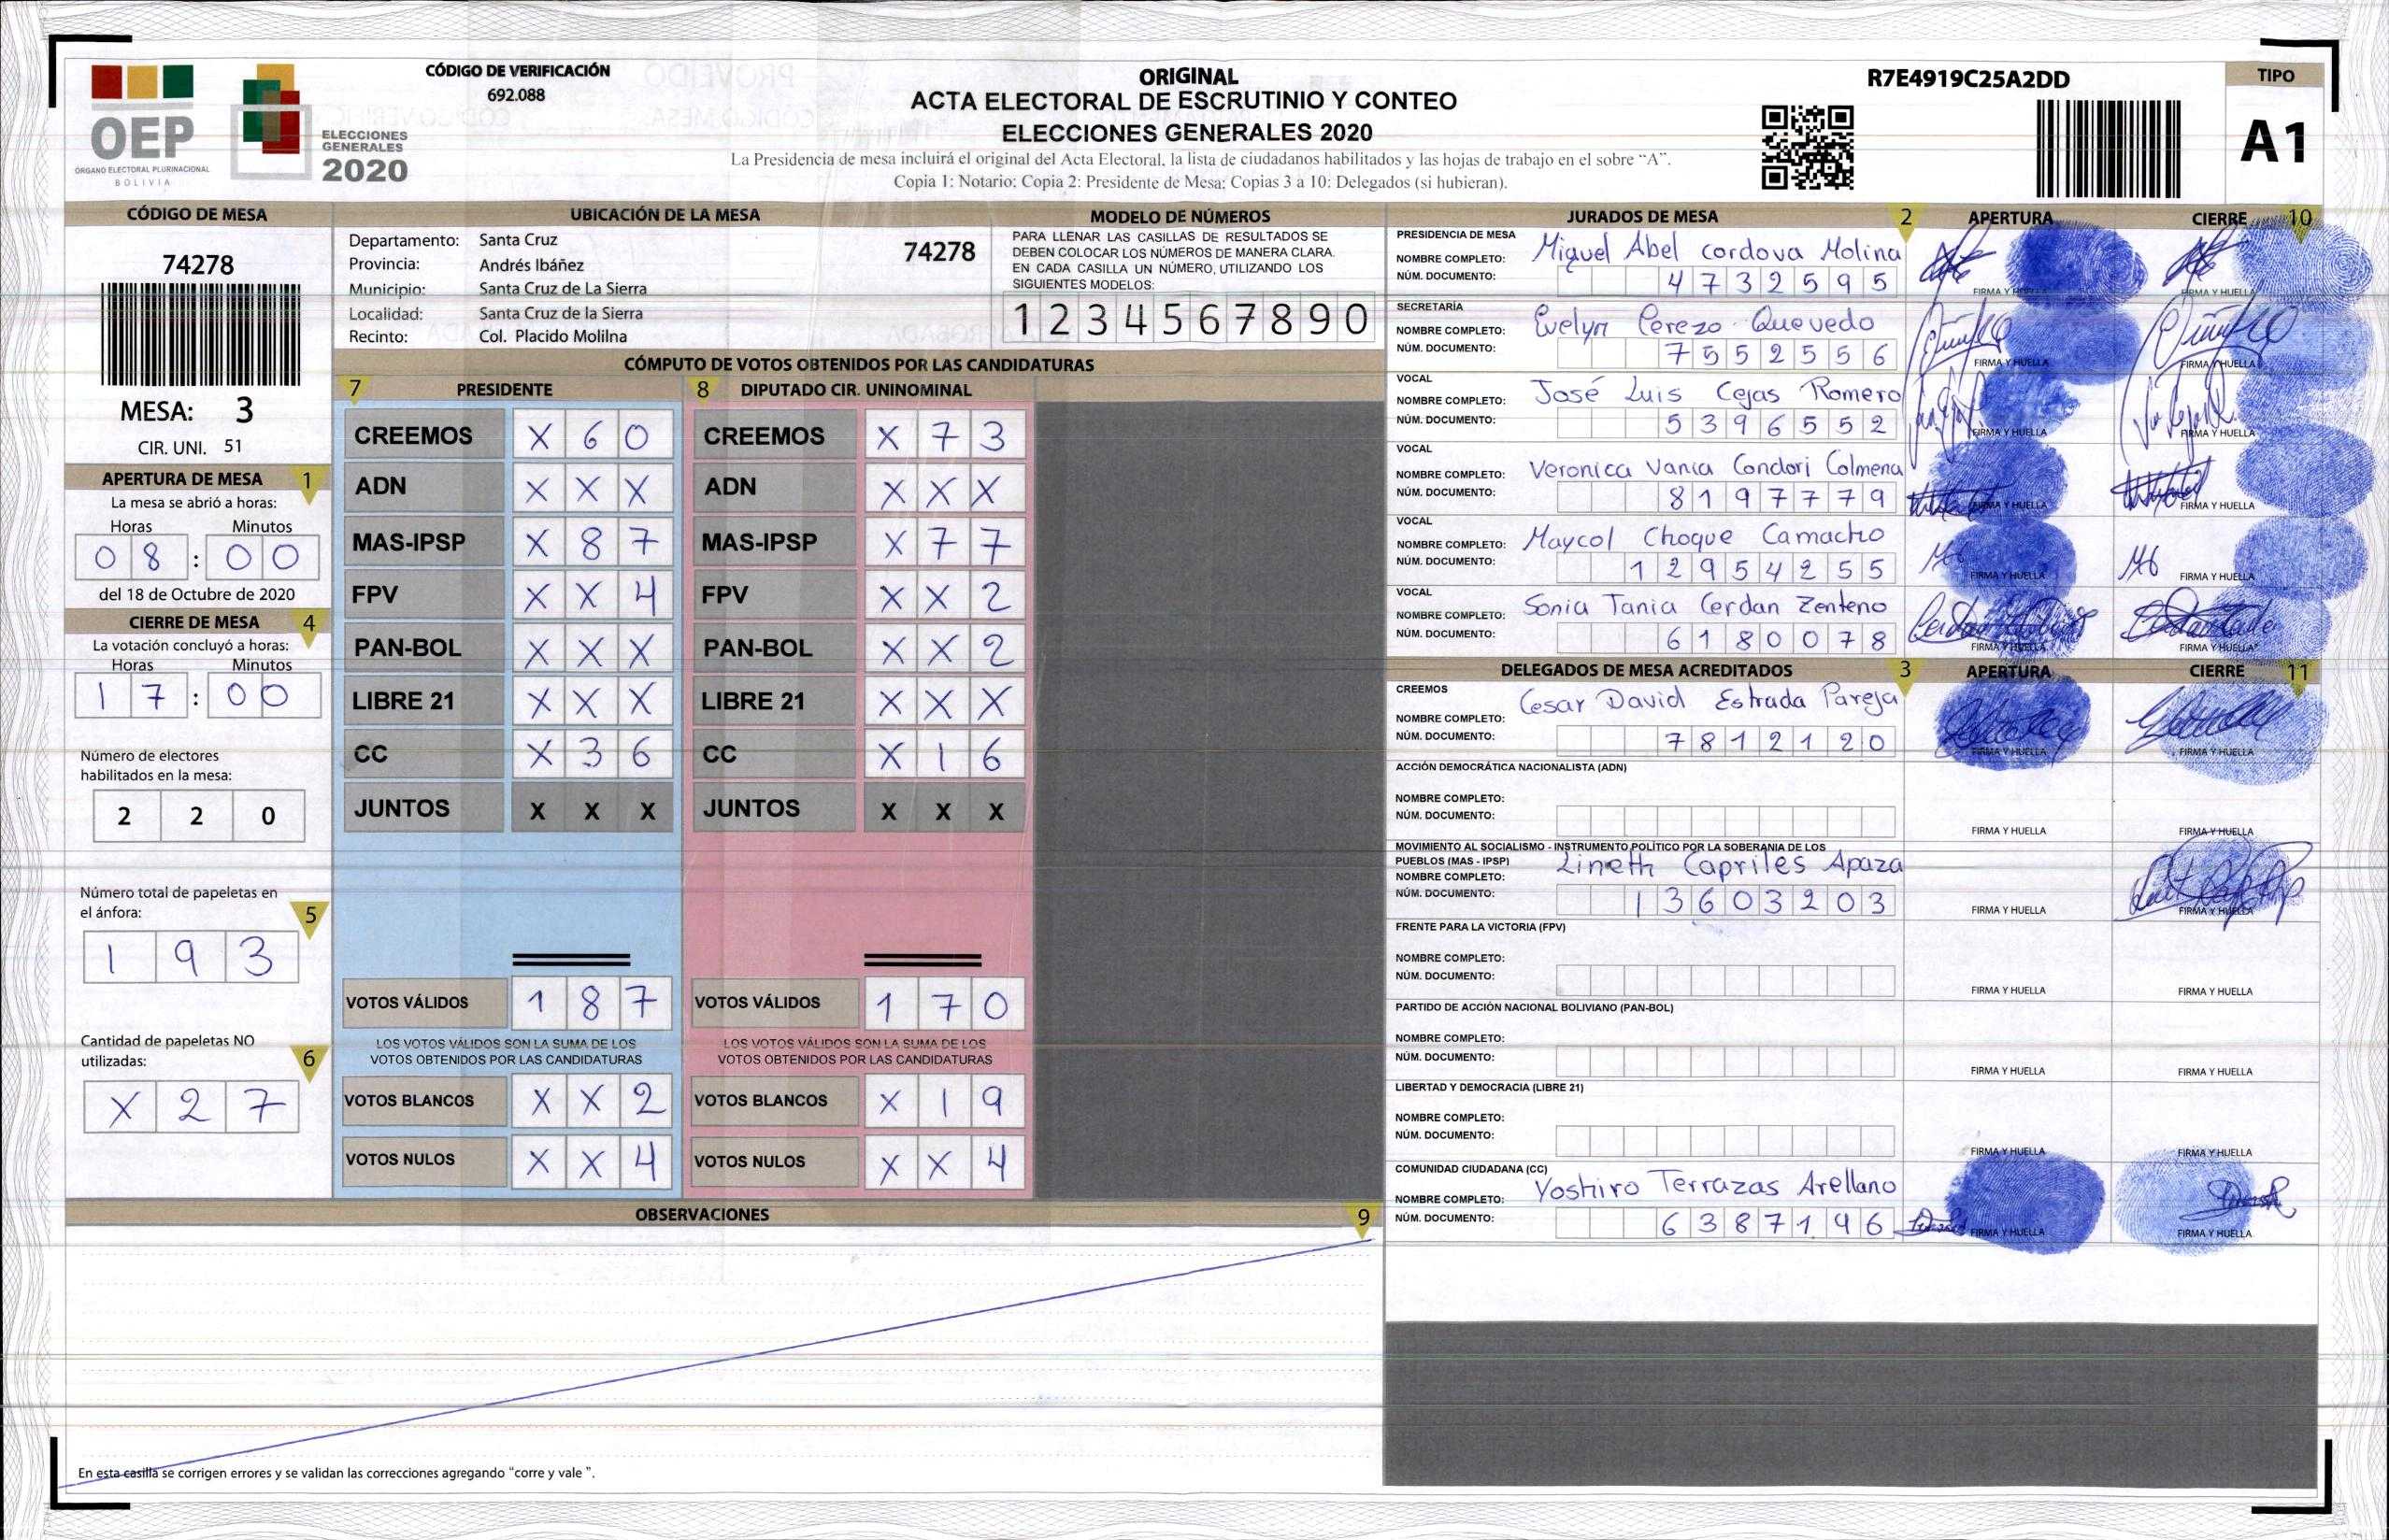 OEP
ÓRGANO ELECTORAL PLURINACIONAL
BOLIVIA
ELECCIONES
GENERALES
2020
CÓDIGO DE VERIFICACIÓN
692.088
ORIGINAL
ACTA ELECTORAL DE ESCRUTINIO Y CONTEO
ELECCIONES GENERALES 2020
La Presidencia de mesa incluirá el original del Acta Electoral, la lista de ciudadanos habilitados y las hojas de trabajo en el sobre “A”.
Copia 1: Notario; Copia 2: Presidente de Mesa; Copias 3 a 10: Delegados (si hubieran).
R7E4919C25A2DD
TIPO
A1
CÓDIGO DE MESA
74278
MESA: 3
CIR. UNI. 51
APERTURA DE MESA 1
La mesa se abrió a horas:
Horas Minutos
0 8 : 0 0
del 18 de Octubre de 2020
CIERRE DE MESA 4
La votación concluyó a horas:
Horas Minutos
1 7 : 0 0
Número de electores
habilitados en la mesa:
2 2 0
Número total de papeletas en
el ánfora: 5
1 9 3
Cantidad de papeletas NO
utilizadas: 6
X 2 7
UBICACIÓN DE LA MESA
Departamento: Santa Cruz
Provincia: Andrés Ibáñez
Municipio: Santa Cruz de La Sierra
Localidad: Santa Cruz de la Sierra
Recinto: Col. Placido Molilna
74278
MODELO DE NÚMEROS
PARA LLENAR LAS CASILLAS DE RESULTADOS SE
DEBEN COLOCAR LOS NÚMEROS DE MANERA CLARA.
EN CADA CASILLA UN NÚMERO, UTILIZANDO LOS
SIGUIENTES MODELOS:
1 2 3 4 5 6 7 8 9 0
CÓMPUTO DE VOTOS OBTENIDOS POR LAS CANDIDATURAS
7 PRESIDENTE
CREEMOS X 6 0
ADN X X X
MAS-IPSP X 8 7
FPV X X 4
PAN-BOL X X X
LIBRE 21 X X X
CC X 3 6
JUNTOS X X X
VOTOS VÁLIDOS 1 8 7
LOS VOTOS VÁLIDOS SON LA SUMA DE LOS
VOTOS OBTENIDOS POR LAS CANDIDATURAS
VOTOS BLANCOS X X 2
VOTOS NULOS X X 4
8 DIPUTADO CIR. UNINOMINAL
CREEMOS X 7 3
ADN X X X
MAS-IPSP X 7 7
FPV X X 2
PAN-BOL X X 2
LIBRE 21 X X X
CC X 1 6
JUNTOS X X X
VOTOS VÁLIDOS 1 7 0
LOS VOTOS VÁLIDOS SON LA SUMA DE LOS
VOTOS OBTENIDOS POR LAS CANDIDATURAS
VOTOS BLANCOS X 1 9
VOTOS NULOS X X 4
OBSERVACIONES 9
En esta casilla se corrigen errores y se validan las correcciones agregando “corre y vale ”.
JURADOS DE MESA 2 APERTURA CIERRE 10
PRESIDENCIA DE MESA
NOMBRE COMPLETO: Miguel Abel Cordova Molina
NÚM. DOCUMENTO: 4 7 3 2 5 9 5
FIRMA Y HUELLA FIRMA Y HUELLA
SECRETARÍA
NOMBRE COMPLETO: Evelyn Perezo Quevedo
NÚM. DOCUMENTO: 7 5 5 2 5 5 6
FIRMA Y HUELLA FIRMA Y HUELLA
VOCAL
NOMBRE COMPLETO: José Luis Cejas Romero
NÚM. DOCUMENTO: 5 3 9 6 5 5 2
FIRMA Y HUELLA FIRMA Y HUELLA
VOCAL
NOMBRE COMPLETO: Veronica Vania Condori Colmena
NÚM. DOCUMENTO: 8 1 9 7 7 7 9
FIRMA Y HUELLA FIRMA Y HUELLA
VOCAL
NOMBRE COMPLETO: Maycol Choque Camacho
NÚM. DOCUMENTO: 1 2 9 5 4 2 5 5
FIRMA Y HUELLA FIRMA Y HUELLA
VOCAL
NOMBRE COMPLETO: Sonia Tania Cerdan Zenteno
NÚM. DOCUMENTO: 6 1 8 0 0 7 8
FIRMA Y HUELLA FIRMA Y HUELLA
DELEGADOS DE MESA ACREDITADOS 3 APERTURA CIERRE 11
CREEMOS
NOMBRE COMPLETO: Cesar David Estrada Pareja
NÚM. DOCUMENTO: 7 8 1 2 1 2 0
FIRMA Y HUELLA FIRMA Y HUELLA
ACCIÓN DEMOCRÁTICA NACIONALISTA (ADN)
NOMBRE COMPLETO:
NÚM. DOCUMENTO:
FIRMA Y HUELLA FIRMA Y HUELLA
MOVIMIENTO AL SOCIALISMO - INSTRUMENTO POLÍTICO POR LA SOBERANIA DE LOS
PUEBLOS (MAS - IPSP)
NOMBRE COMPLETO: Lineth Capriles Apaza
NÚM. DOCUMENTO: 1 3 6 0 3 2 0 3
FIRMA Y HUELLA FIRMA Y HUELLA
FRENTE PARA LA VICTORIA (FPV)
NOMBRE COMPLETO:
NÚM. DOCUMENTO:
FIRMA Y HUELLA FIRMA Y HUELLA
PARTIDO DE ACCIÓN NACIONAL BOLIVIANO (PAN-BOL)
NOMBRE COMPLETO:
NÚM. DOCUMENTO:
FIRMA Y HUELLA FIRMA Y HUELLA
LIBERTAD Y DEMOCRACIA (LIBRE 21)
NOMBRE COMPLETO:
NÚM. DOCUMENTO:
FIRMA Y HUELLA FIRMA Y HUELLA
COMUNIDAD CIUDADANA (CC)
NOMBRE COMPLETO: Yoshiro Terrazas Arellano
NÚM. DOCUMENTO: 6 3 8 7 1 4 6
FIRMA Y HUELLA FIRMA Y HUELLA